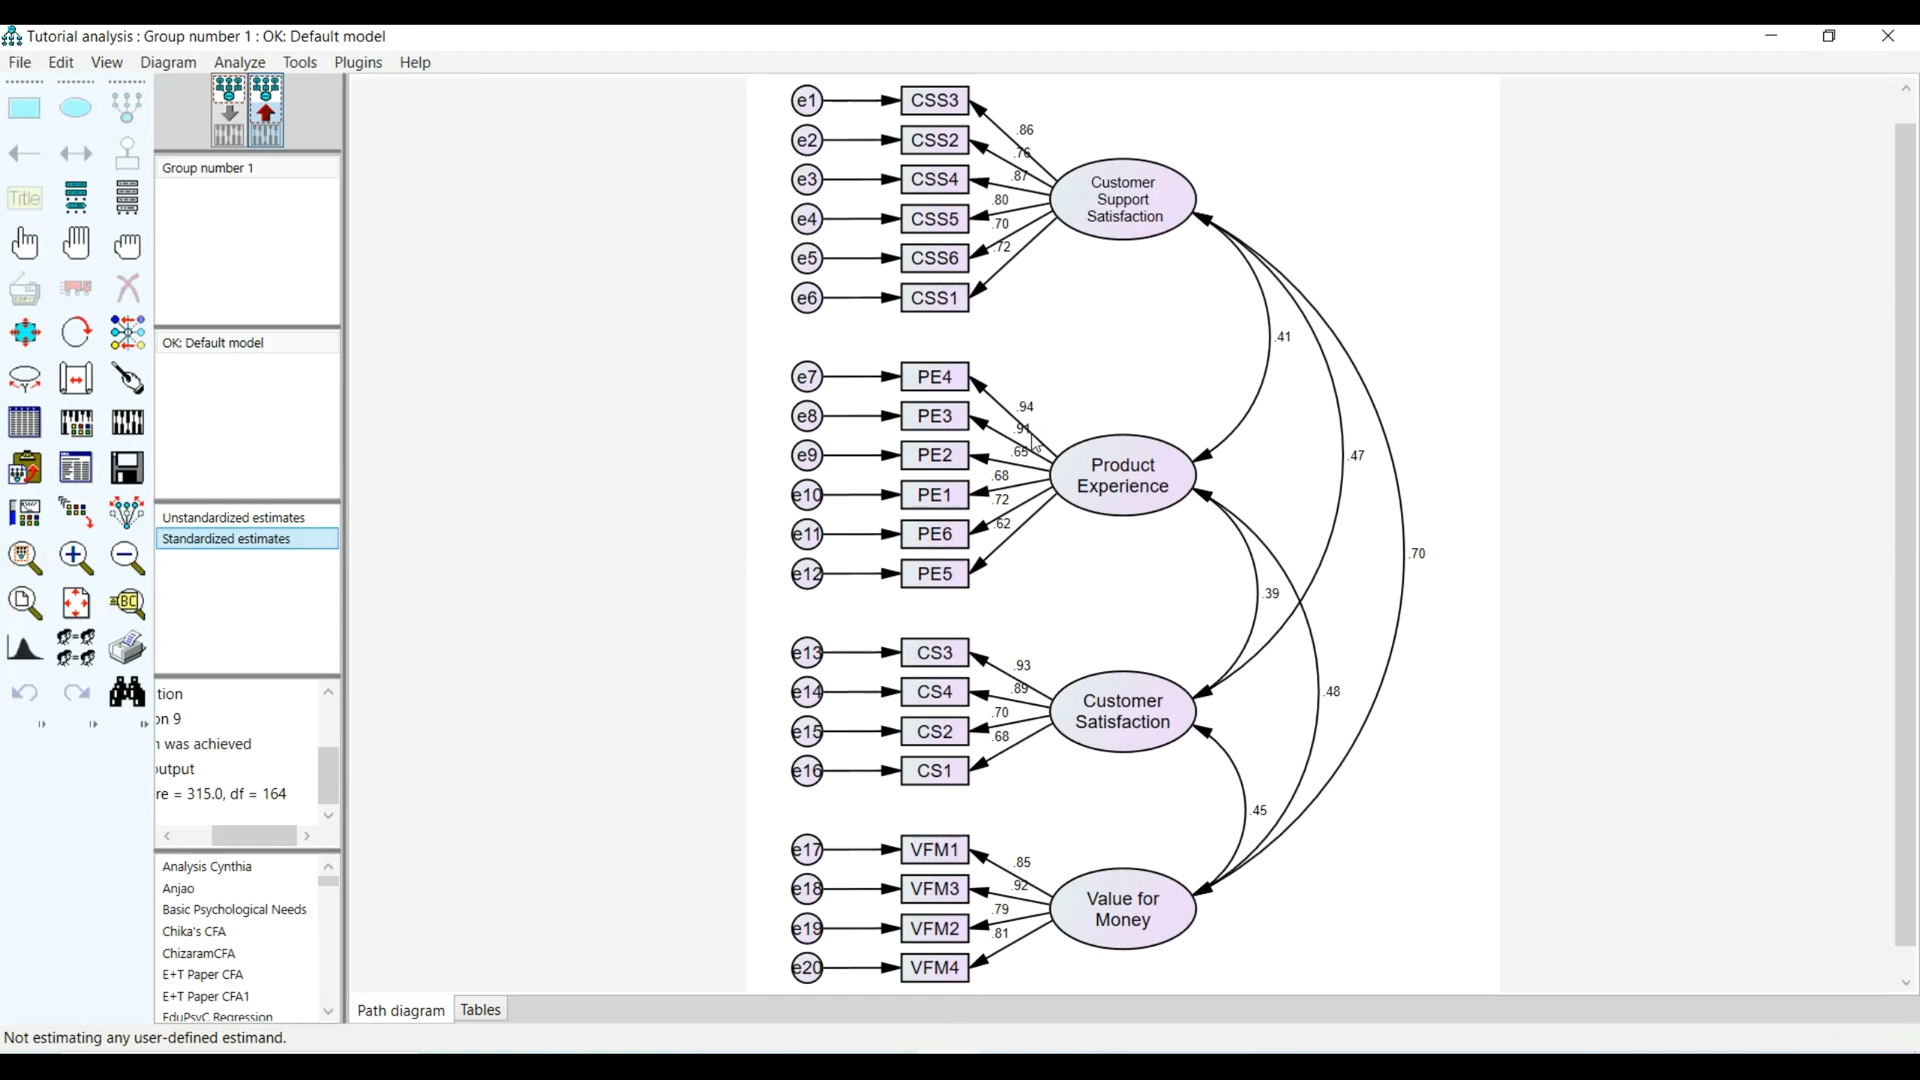 Tutorial analysis : Group number 1 : OK: Default model
File Edit View Diagram Analyze Tools Plugins Help
Title
COPY
BC
Group number 1
OK: Default model
Unstandardized estimates
Standardized estimates
tion
on 9
was achieved
output
re = 315.0, df = 164
Analysis Cynthia
Anjao
Basic Psychological Needs
Chika's CFA
ChizaramCFA
E+T Paper CFA
E+T Paper CFA1
EduPsyC Regression
e1 CSS3 .86
e2 CSS2 .76
e3 CSS4 .87
e4 CSS5 .80
e5 CSS6 .70
e6 CSS1 .72
Customer
Support
Satisfaction
.41
e7 PE4 .94
e8 PE3 .91
e9 PE2 .65
e10 PE1 .68
e11 PE6 .72
e12 PE5 .62
Product
Experience
.47
.70
.39
e13 CS3 .93
e14 CS4 .89
e15 CS2 .70
e16 CS1 .68
Customer
Satisfaction
.48
.45
e17 VFM1 .85
e18 VFM3 .92
e19 VFM2 .79
e20 VFM4 .81
Value for
Money
Path diagram Tables
Not estimating any user-defined estimand.